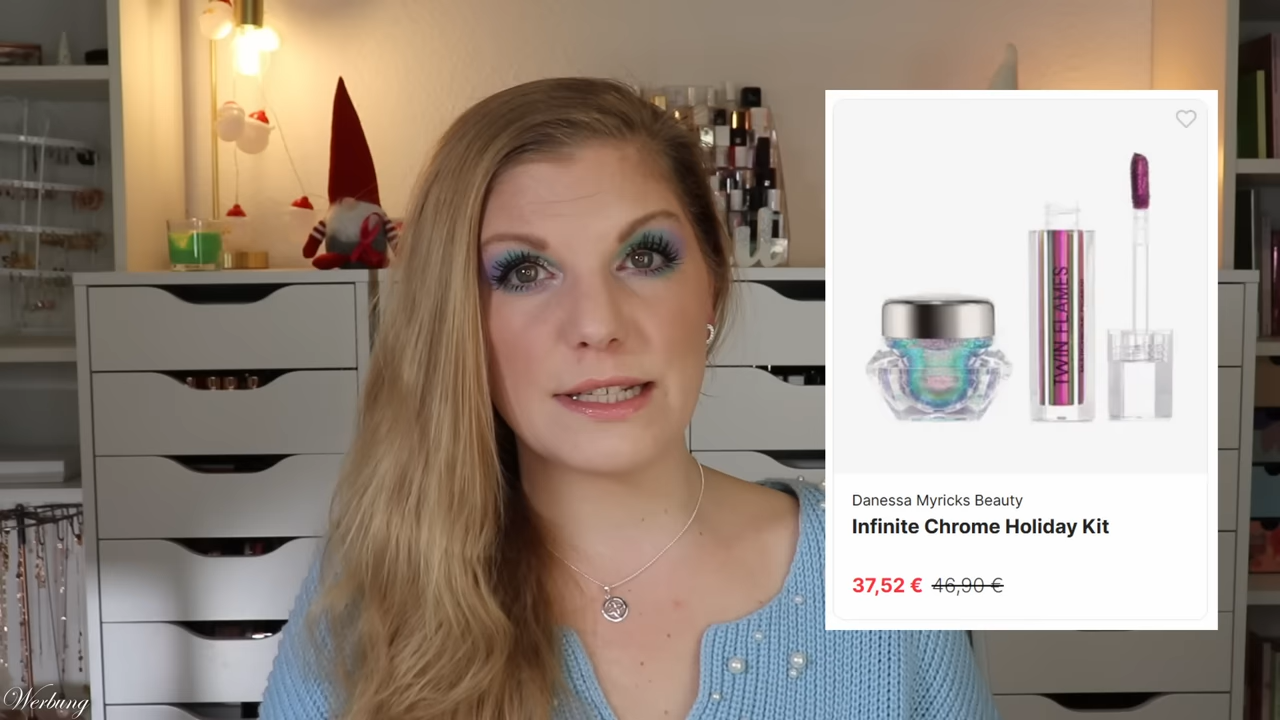 TWIN FLAMES
Danessa Myricks Beauty
Infinite Chrome Holiday Kit
37,52 € 46,90 €
Werbung